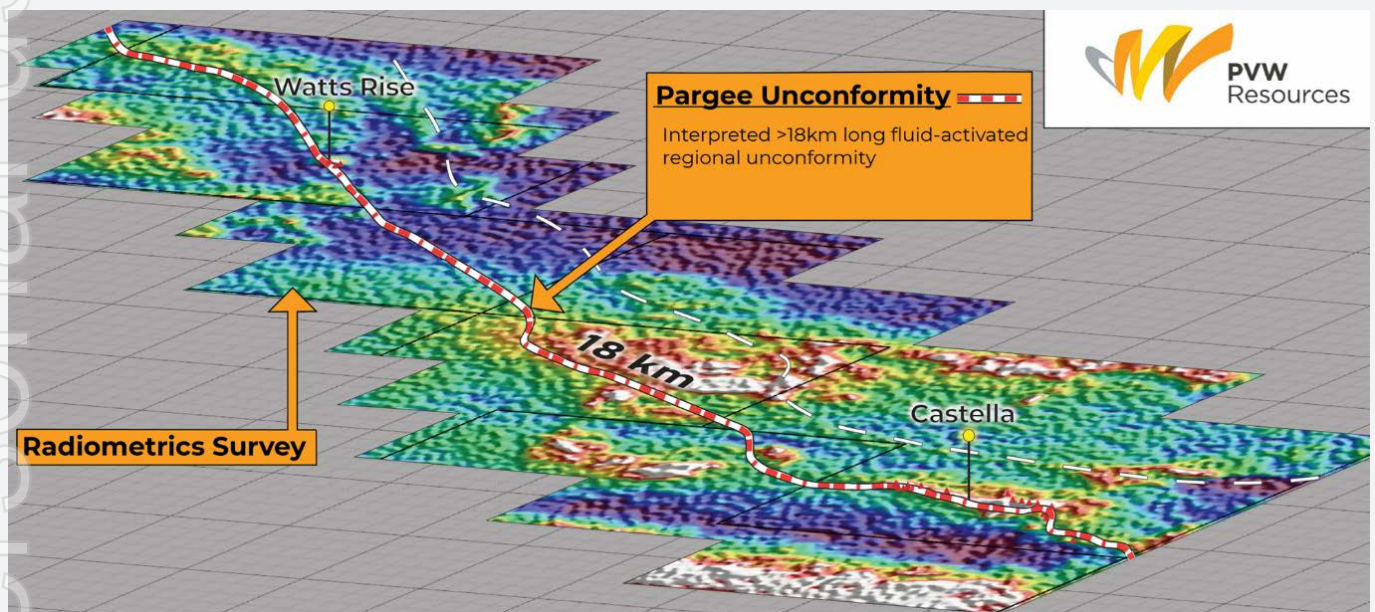 Watts Rise
Pargee Unconformity
Interpreted >18km long fluid-activated
regional unconformity
PVW
Resources
18 km
Castella
Radiometrics Survey